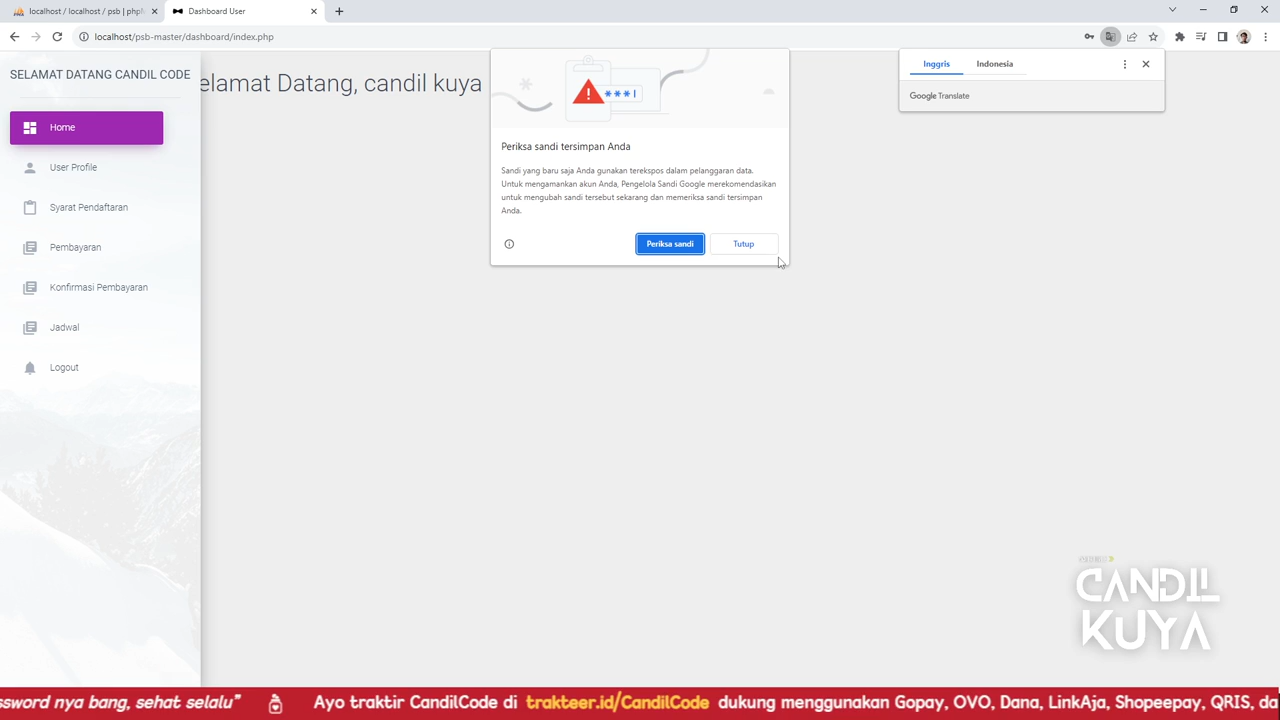 localhost / localhost / psb | phpM
Dashboard User
localhost/psb-master/dashboard/index.php
SELAMAT DATANG CANDIL CODE
elamat Datang, candil kuya
Home
User Profile
Syarat Pendaftaran
Pembayaran
Konfirmasi Pembayaran
Jadwal
Logout
***|
Periksa sandi tersimpan Anda
Sandi yang baru saja Anda gunakan terekspos dalam pelanggaran data.
Untuk mengamankan akun Anda, Pengelola Sandi Google merekomendasikan
untuk mengubah sandi tersebut sekarang dan memeriksa sandi tersimpan
Anda.
Periksa sandi
Tutup
Inggris
Indonesia
Google Translate
CANDIL
KUYA
ssword nya bang, sehat selalu" Ayo traktir CandilCode di trakteer.id/CandilCode dukung menggunakan Gopay, OVO, Dana, LinkAja, Shopeepay, QRIS, da